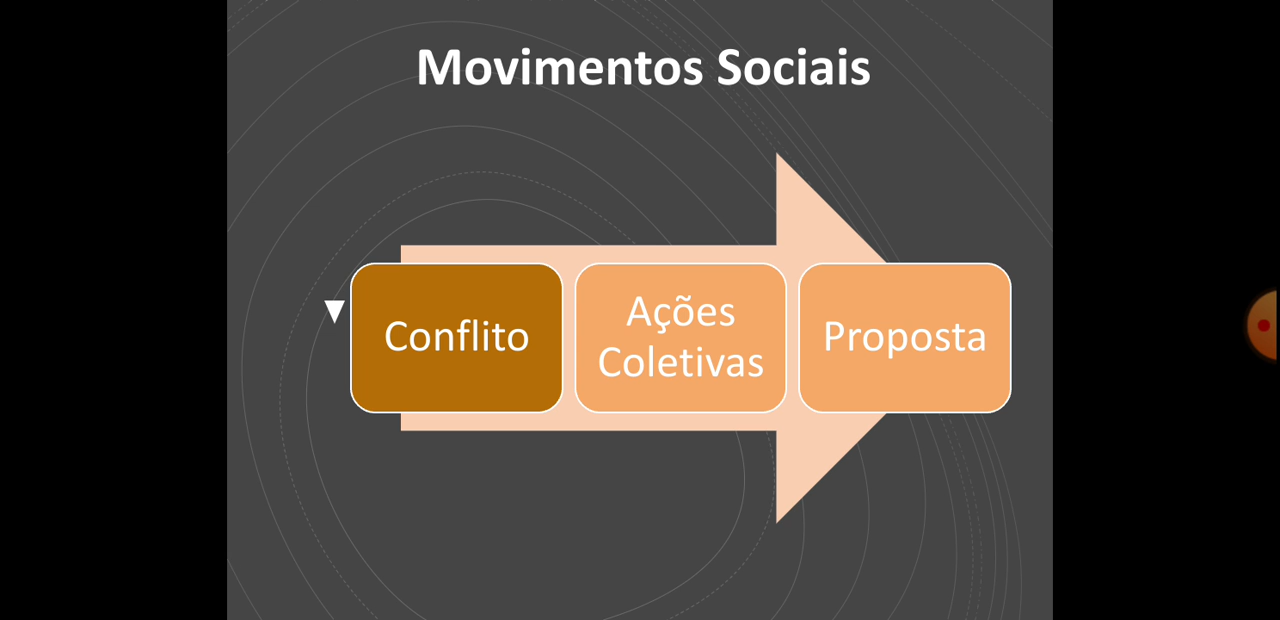 Movimentos Sociais
Conflito
Ações
Coletivas
Proposta